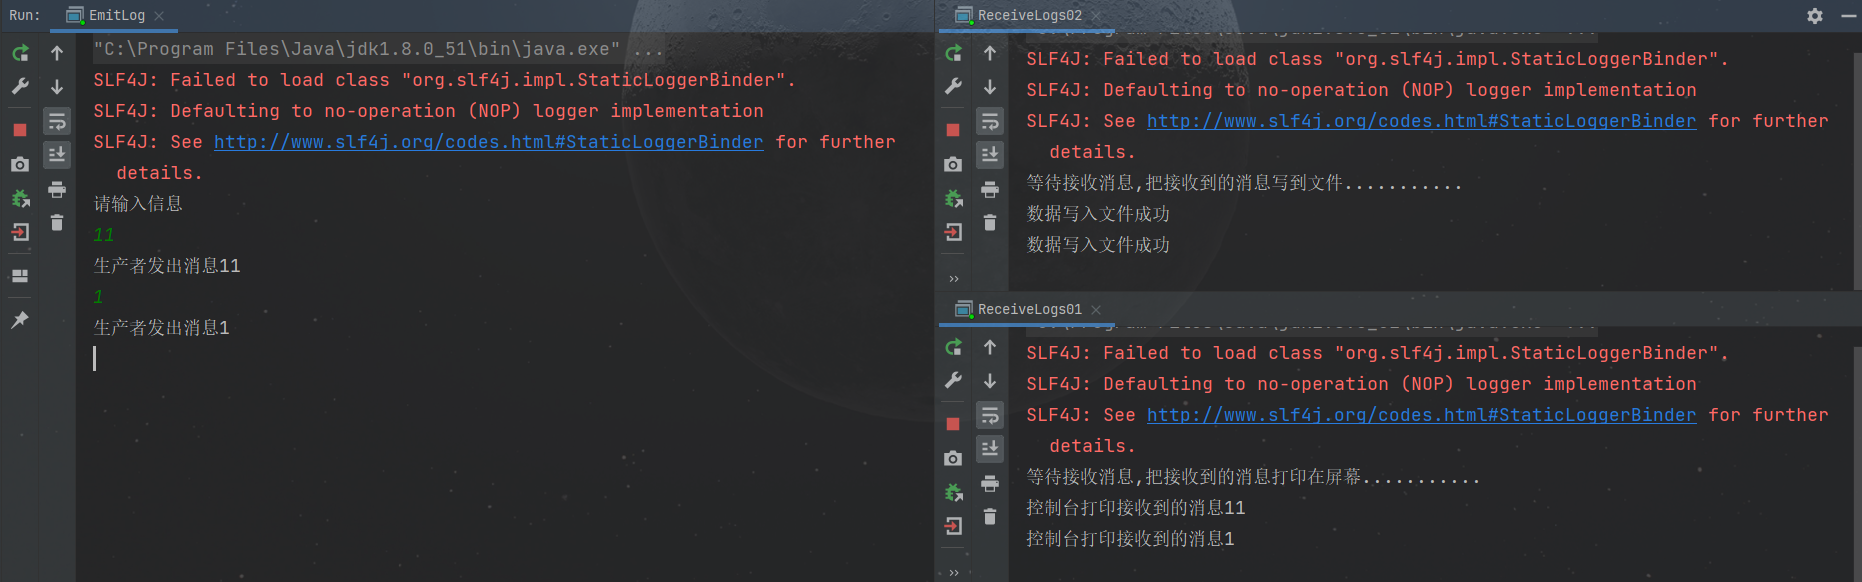 Run:
EmitLog
"C:\Program Files\Java\jdk1.8.0_51\bin\java.exe" ...
SLF4J: Failed to load class "org.slf4j.impl.StaticLoggerBinder".
SLF4J: Defaulting to no-operation (NOP) logger implementation
SLF4J: See http://www.slf4j.org/codes.html#StaticLoggerBinder for further
details.
请输入信息
11
生产者发出消息11
1
生产者发出消息1
ReceiveLogs02
SLF4J: Failed to load class "org.slf4j.impl.StaticLoggerBinder".
SLF4J: Defaulting to no-operation (NOP) logger implementation
SLF4J: See http://www.slf4j.org/codes.html#StaticLoggerBinder for further
details.
等待接收消息,把接收到的消息写到文件...........
数据写入文件成功
数据写入文件成功
ReceiveLogs01
SLF4J: Failed to load class "org.slf4j.impl.StaticLoggerBinder".
SLF4J: Defaulting to no-operation (NOP) logger implementation
SLF4J: See http://www.slf4j.org/codes.html#StaticLoggerBinder for further
details.
等待接收消息,把接收到的消息打印在屏幕...........
控制台打印接收到的消息11
控制台打印接收到的消息1